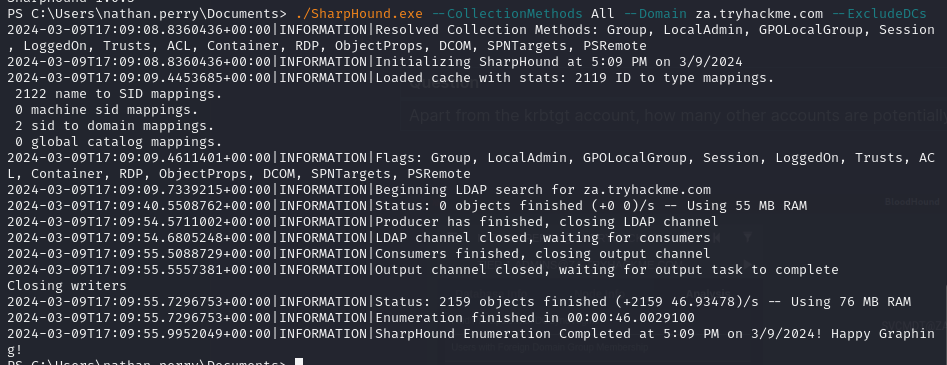 SharpHound 1.0.3
PS C:\Users\nathan.perry\Documents> ./SharpHound.exe --CollectionMethods All --Domain za.tryhackme.com --ExcludeDCs
2024-03-09T17:09:08.8360436+00:00|INFORMATION|Resolved Collection Methods: Group, LocalAdmin, GPOLocalGroup, Session
, LoggedOn, Trusts, ACL, Container, RDP, ObjectProps, DCOM, SPNTargets, PSRemote
2024-03-09T17:09:08.8360436+00:00|INFORMATION|Initializing SharpHound at 5:09 PM on 3/9/2024
2024-03-09T17:09:09.4453685+00:00|INFORMATION|Loaded cache with stats: 2119 ID to type mappings.
2122 name to SID mappings.
0 machine sid mappings.
2 sid to domain mappings.
0 global catalog mappings.
Apart from the krbtgt account, how many other accounts are potentiall
2024-03-09T17:09:09.4611401+00:00|INFORMATION|Flags: Group, LocalAdmin, GPOLocalGroup, Session, LoggedOn, Trusts, AC
L, Container, RDP, ObjectProps, DCOM, SPNTargets, PSRemote
2024-03-09T17:09:09.7339215+00:00|INFORMATION|Beginning LDAP search for za.tryhackme.com
2024-03-09T17:09:40.5508762+00:00|INFORMATION|Status: 0 objects finished (+0 0)/s -- Using 55 MB RAM
2024-03-09T17:09:54.5711002+00:00|INFORMATION|Producer has finished, closing LDAP channel
2024-03-09T17:09:54.6805248+00:00|INFORMATION|LDAP channel closed, waiting for consumers
2024-03-09T17:09:55.5088729+00:00|INFORMATION|Consumers finished, closing output channel
2024-03-09T17:09:55.5557381+00:00|INFORMATION|Output channel closed, waiting for output task to complete
Closing writers
2024-03-09T17:09:55.7296753+00:00|INFORMATION|Status: 2159 objects finished (+2159 46.93478)/s -- Using 76 MB RAM
2024-03-09T17:09:55.7296753+00:00|INFORMATION|Enumeration finished in 00:00:46.0029100
2024-03-09T17:09:55.9952049+00:00|INFORMATION|SharpHound Enumeration Completed at 5:09 PM on 3/9/2024! Happy Graphin
g!
PS C:\Users\nathan.perry\Documents>